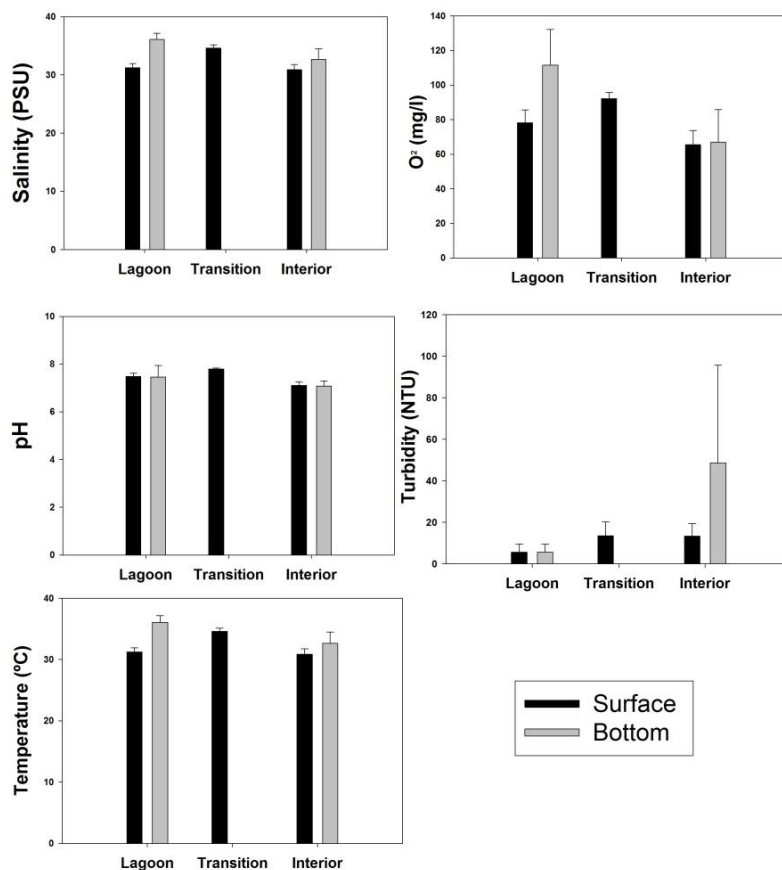 Salinity (PSU)
40
30
20
10
0
Lagoon Transition Interior
O² (mg/l)
140
120
100
80
60
40
20
0
Lagoon Transition Interior
pH
10
8
6
4
2
0
Lagoon Transition Interior
Turbidity (NTU)
120
100
80
60
40
20
0
Lagoon Transition Interior
Temperature (ºC)
40
30
20
10
0
Lagoon Transition Interior
Surface
Bottom